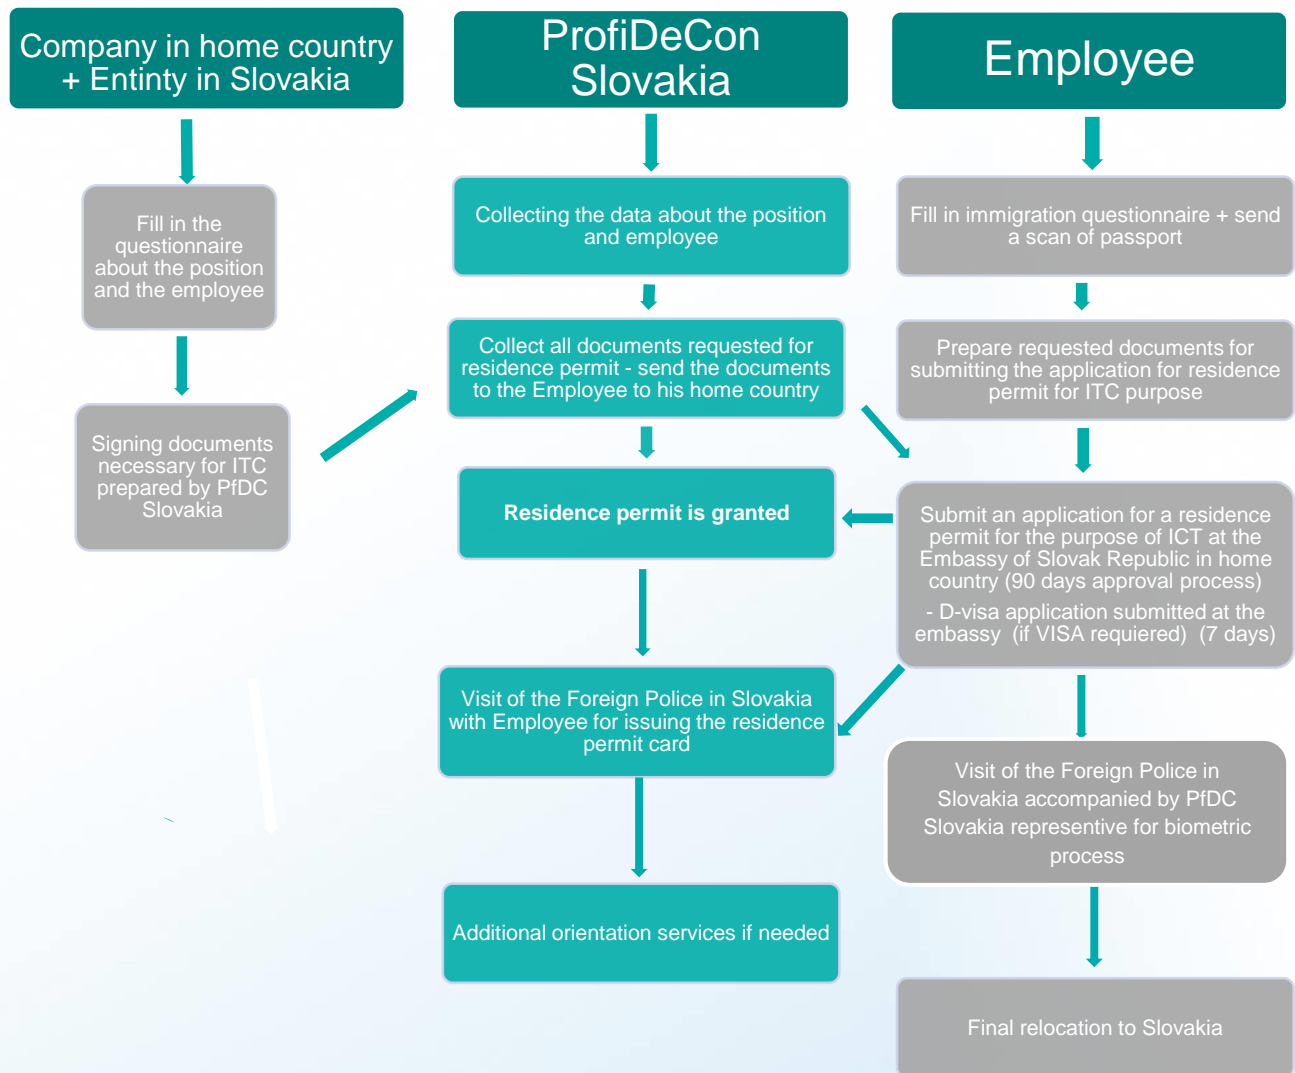 Company in home country
+ Entinty in Slovakia
Fill in the
questionnaire
about the position
and the employee
Signing documents
necessary for ITC
prepared by PfDC
Slovakia
ProfiDeCon
Slovakia
Collecting the data about the position
and employee
Collect all documents requested for
residence permit - send the documents
to the Employee to his home country
Residence permit is granted
Visit of the Foreign Police in Slovakia
with Employee for issuing the residence
permit card
Additional orientation services if needed
Employee
Fill in immigration questionnaire + send
a scan of passport
Prepare requested documents for
submitting the application for residence
permit for ITC purpose
Submit an application for a residence
permit for the purpose of ICT at the
Embassy of Slovak Republic in home
country (90 days approval process)
- D-visa application submitted at the
embassy (if VISA requiered) (7 days)
Visit of the Foreign Police in
Slovakia accompanied by PfDC
Slovakia representive for biometric
process
Final relocation to Slovakia